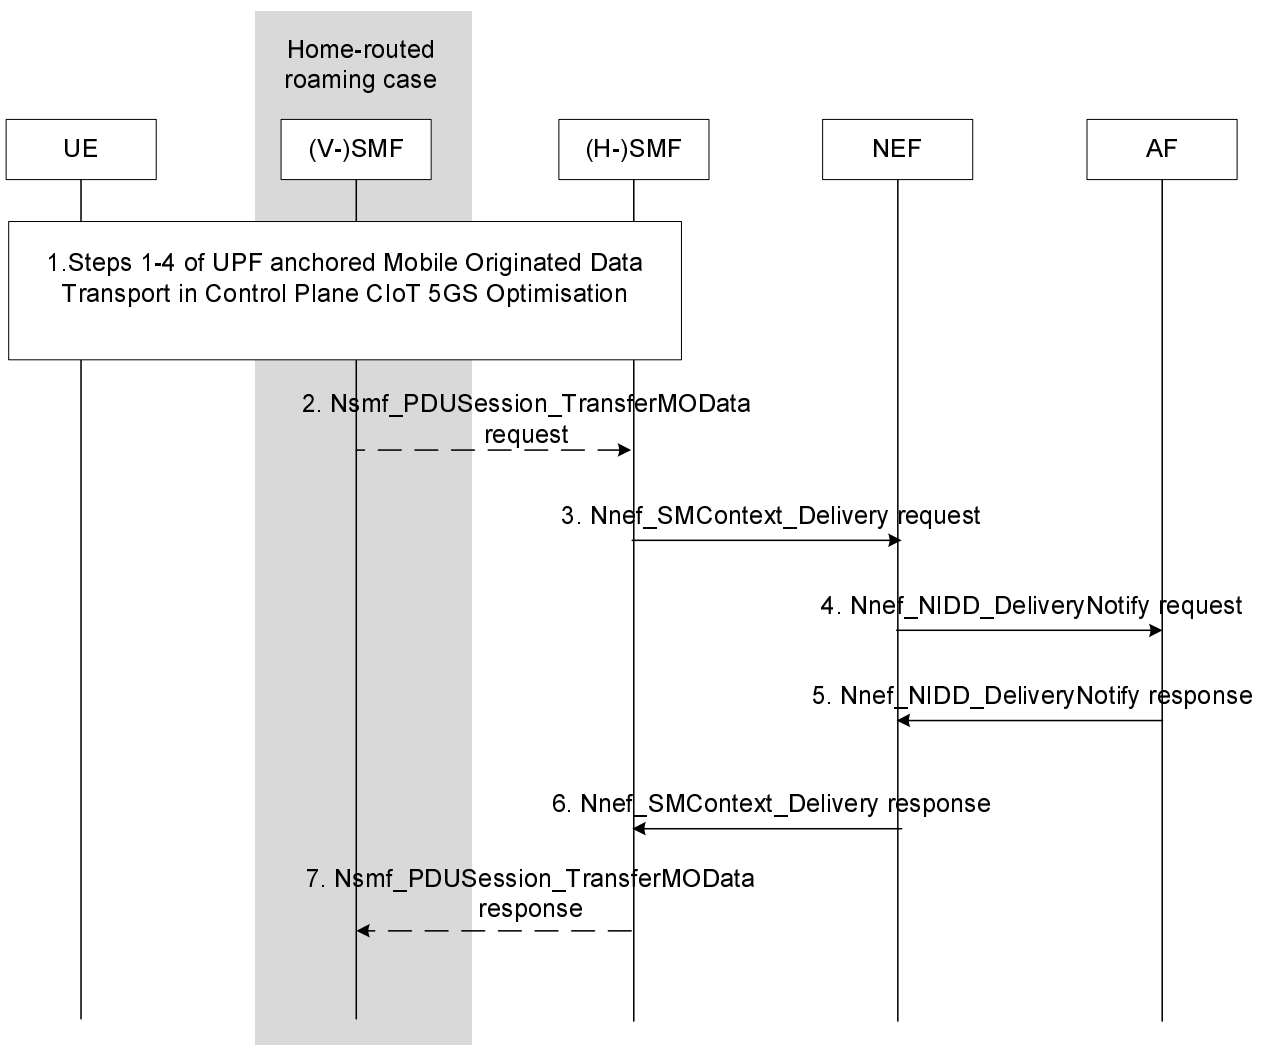 Home-routed
roaming case
UE
(V-)SMF
(H-)SMF
NEF
AF
1.Steps 1-4 of UPF anchored Mobile Originated Data
Transport in Control Plane CIoT 5GS Optimisation
2. Nsmf_PDUSession_TransferMOData
request
3. Nnef_SMContext_Delivery request
4. Nnef_NIDD_DeliveryNotify request
5. Nnef_NIDD_DeliveryNotify response
6. Nnef_SMContext_Delivery response
7. Nsmf_PDUSession_TransferMOData
response